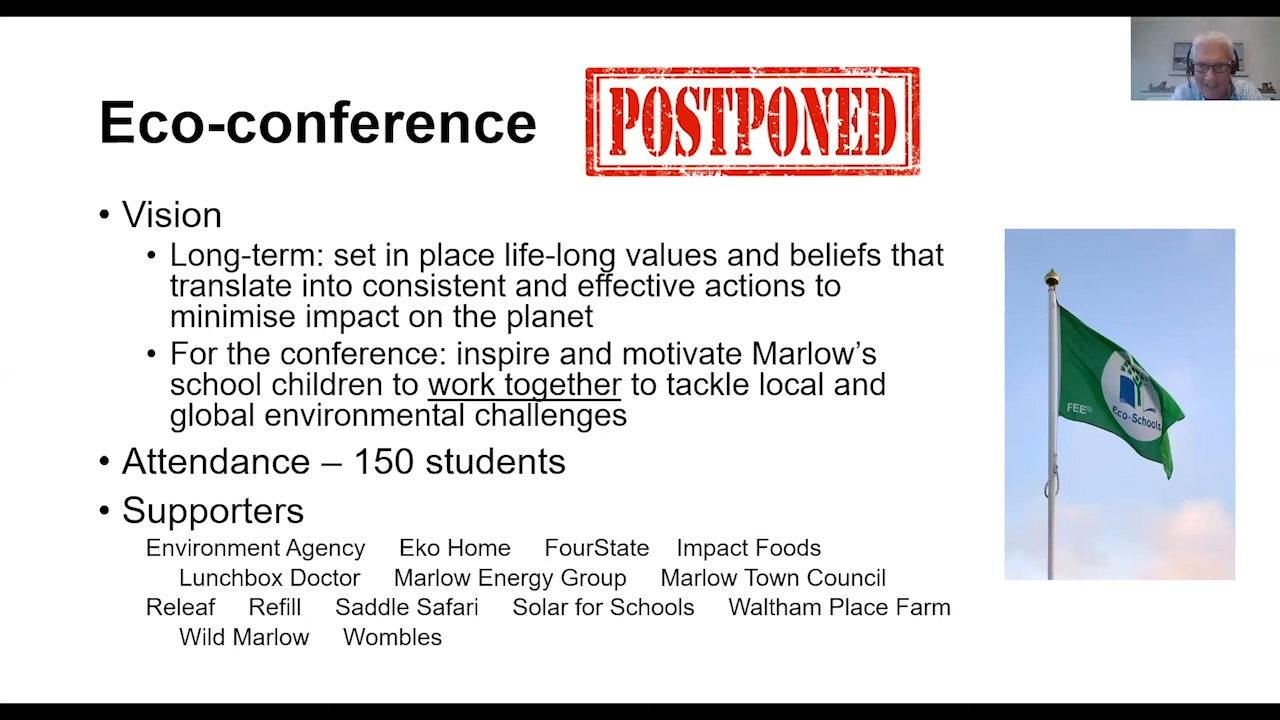 Eco-conference
POSTPONED
• Vision
• Long-term: set in place life-long values and beliefs that
translate into consistent and effective actions to
minimise impact on the planet
• For the conference: inspire and motivate Marlow’s
school children to work together to tackle local and
global environmental challenges
• Attendance – 150 students
• Supporters
Environment Agency Eko Home FourState Impact Foods
Lunchbox Doctor Marlow Energy Group Marlow Town Council
Releaf Refill Saddle Safari Solar for Schools Waltham Place Farm
Wild Marlow Wombles
FEE
Eco-Schools